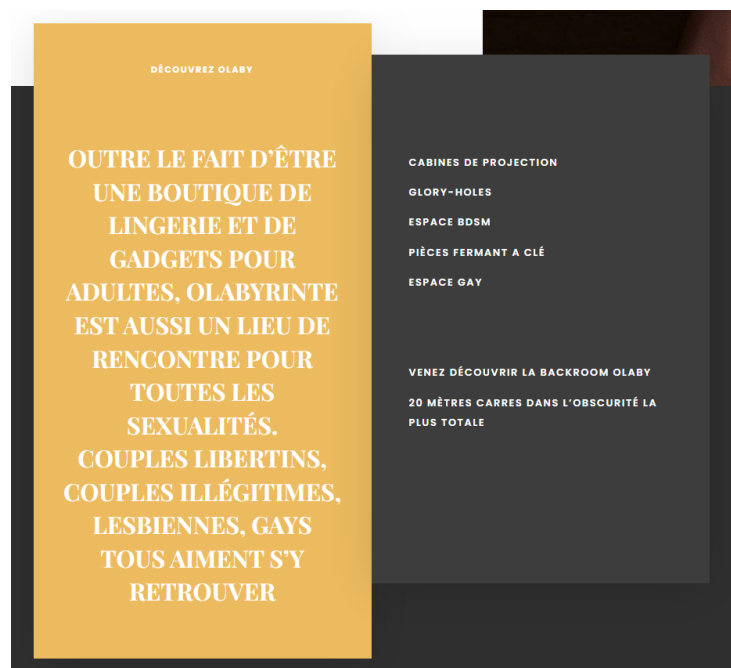 DÉCOUVREZ OLABY
OUTRE LE FAIT D'ÊTRE
UNE BOUTIQUE DE
LINGERIE ET DE
GADGETS POUR
ADULTES, OLABYRINTE
EST AUSSI UN LIEU DE
RENCONTRE POUR
TOUTES LES
SEXUALITÉS.
COUPLES LIBERTINS,
COUPLES ILLÉGITIMES,
LESBIENNES, GAYS
TOUS AIMENT S'Y
RETROUVER
CABINES DE PROJECTION
GLORY-HOLES
ESPACE BDSM
PIÈCES FERMANT A CLÉ
ESPACE GAY
VENEZ DÉCOUVRIR LA BACKROOM OLABY
20 MÈTRES CARRES DANS L'OBSCURITÉ LA
PLUS TOTALE